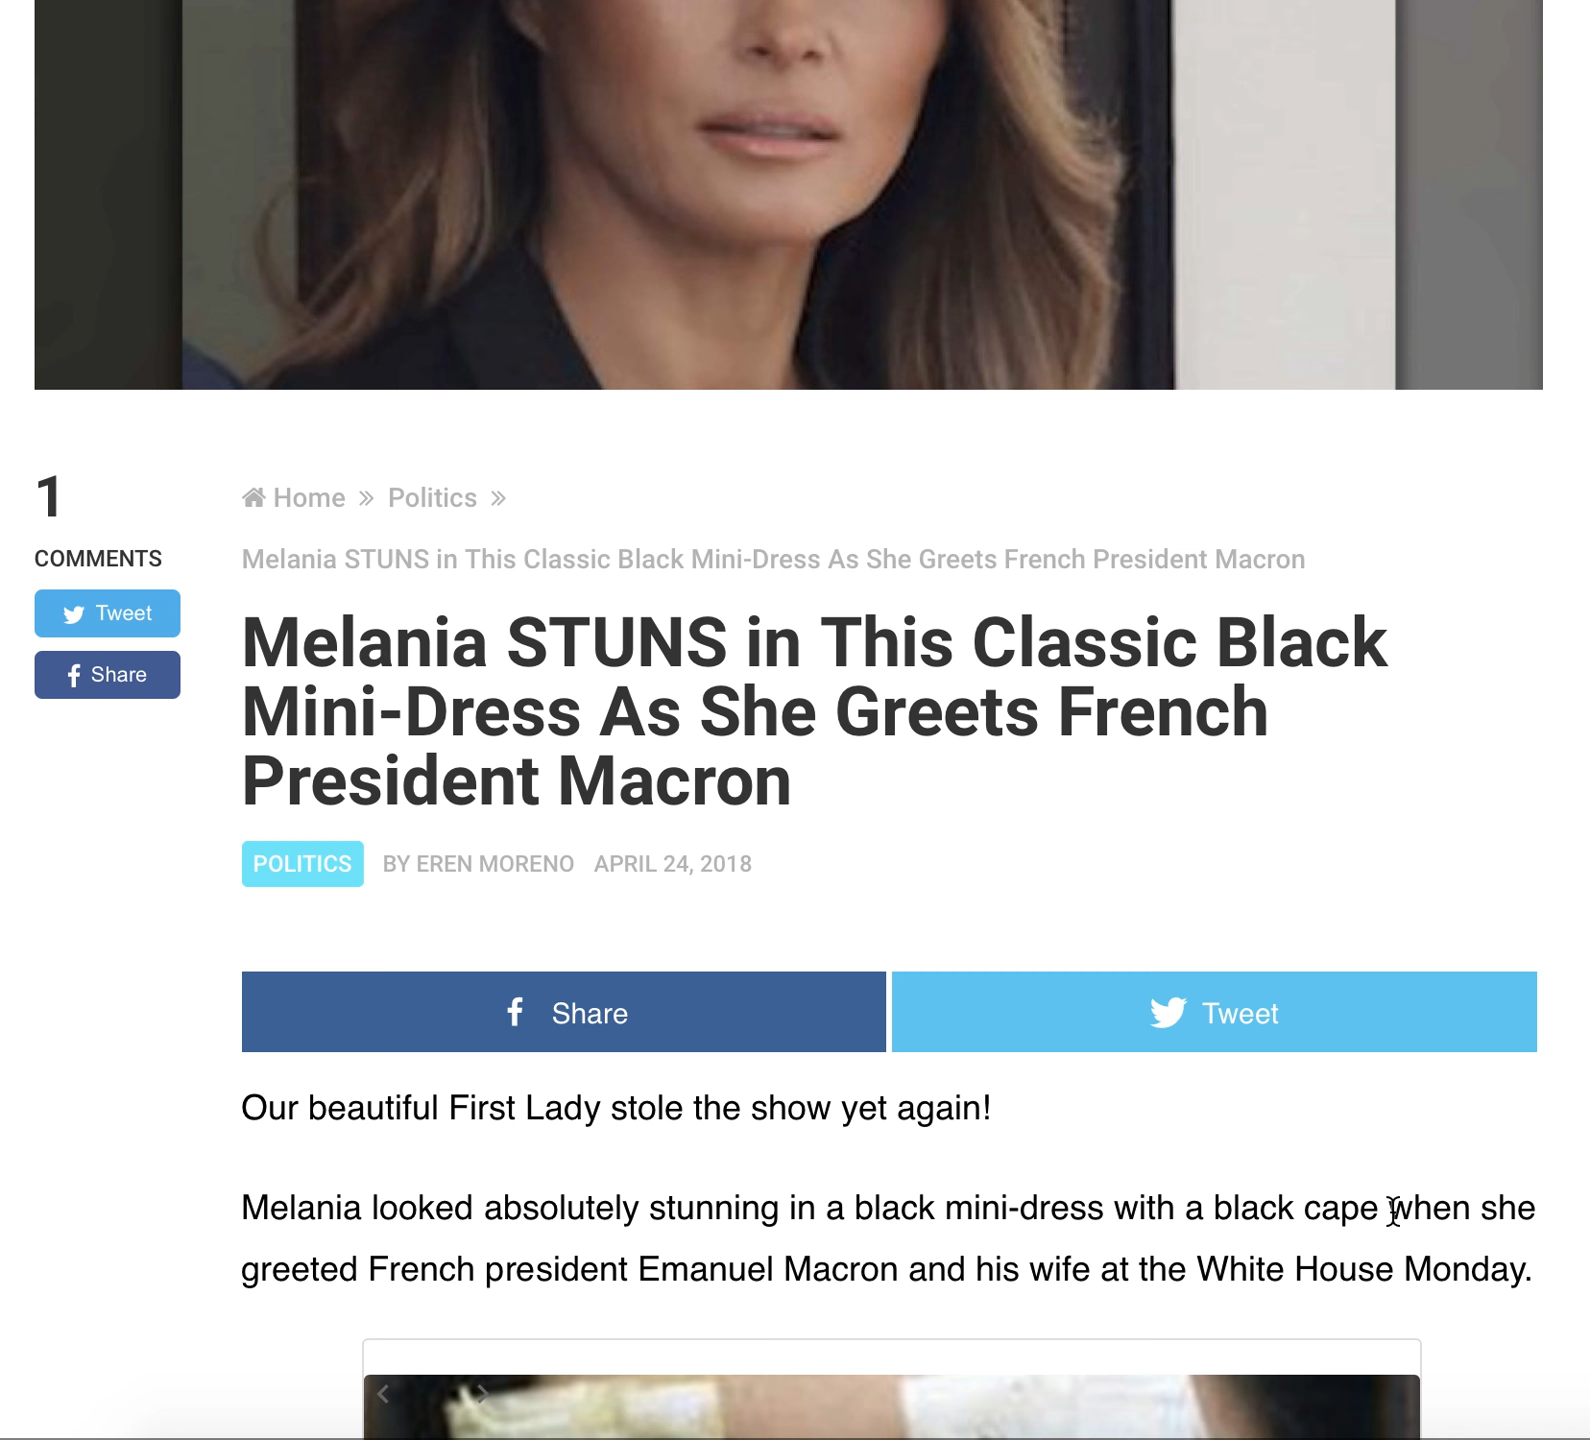 1
COMMENTS
Tweet
Share
Home » Politics »
Melania STUNS in This Classic Black Mini-Dress As She Greets French President Macron
Melania STUNS in This Classic Black
Mini-Dress As She Greets French
President Macron
POLITICS BY EREN MORENO APRIL 24, 2018
Share Tweet
Our beautiful First Lady stole the show yet again!
Melania looked absolutely stunning in a black mini-dress with a black cape when she
greeted French president Emanuel Macron and his wife at the White House Monday.